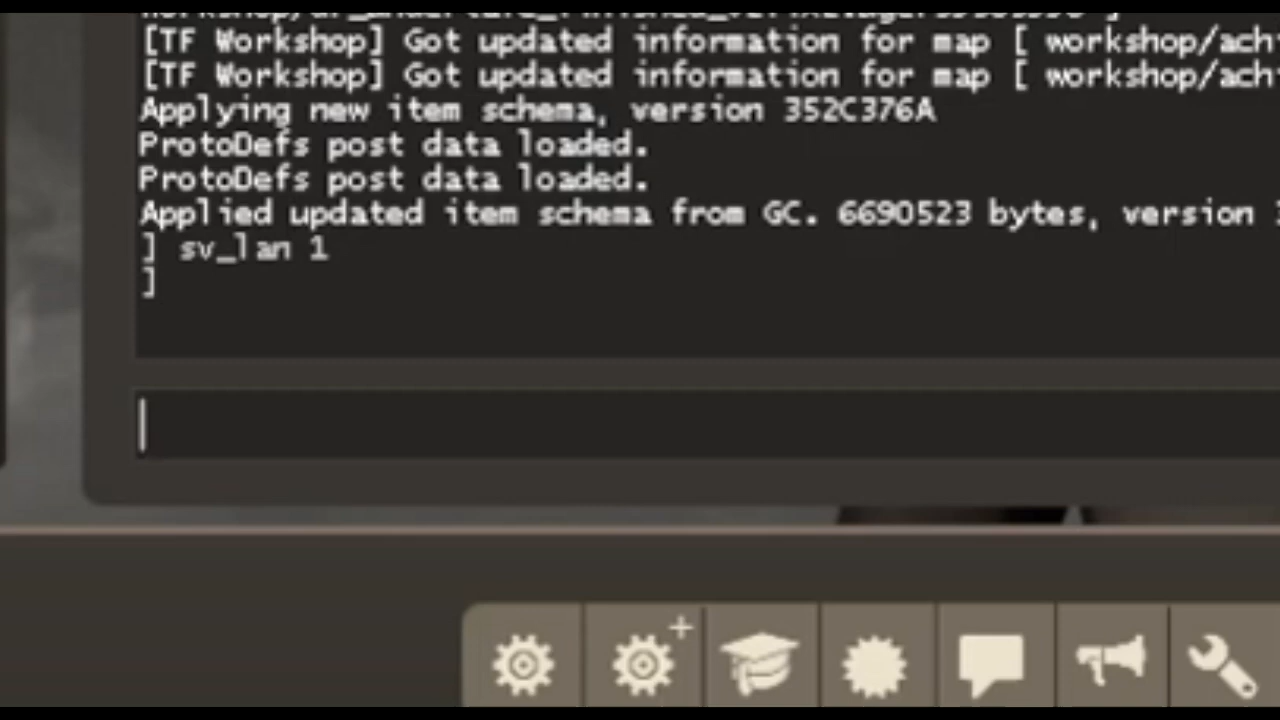 [TF Workshop] Got updated information for map [ workshop/ach
[TF Workshop] Got updated information for map [ workshop/ach
Applying new item schema, version 352C376A
ProtoDefs post data loaded.
ProtoDefs post data loaded.
Applied updated item schema from GC. 6690523 bytes, version
] sv_lan 1
]